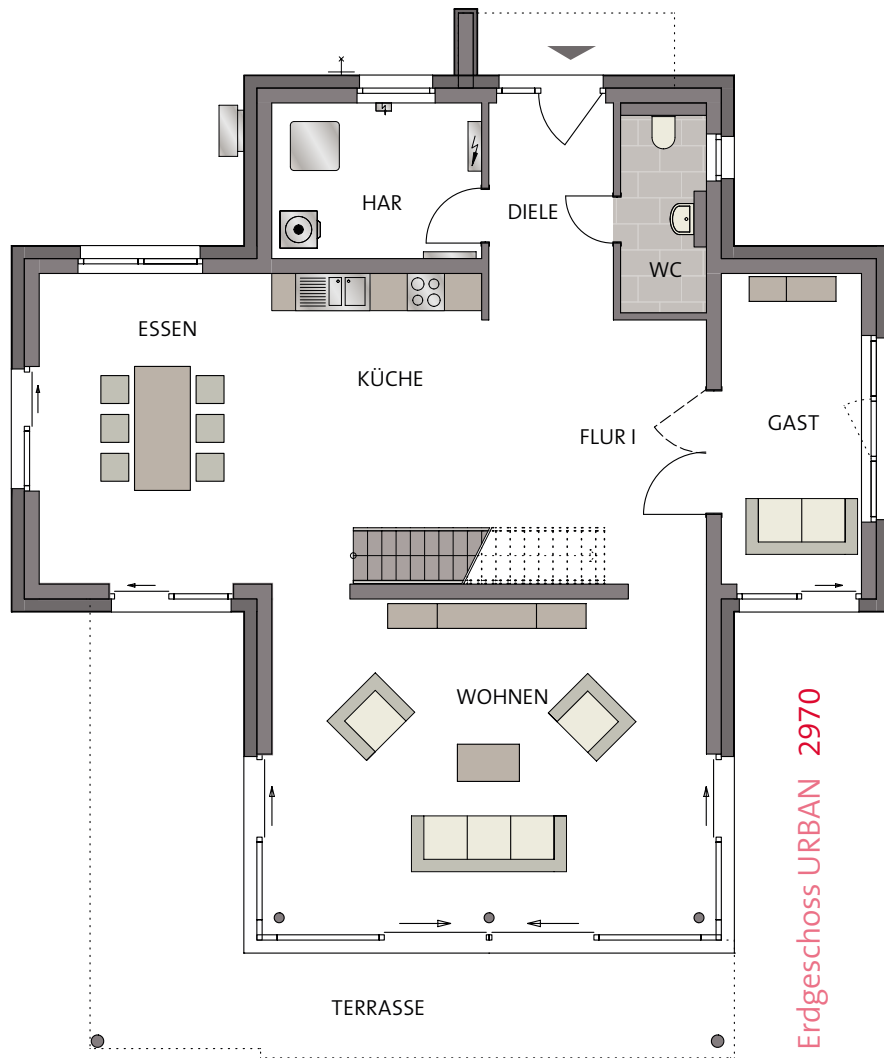 HAR
DIELE
WC
ESSEN
KÜCHE
FLUR I
GAST
WOHNEN
TERRASSE
Erdgeschoss URBAN 2970